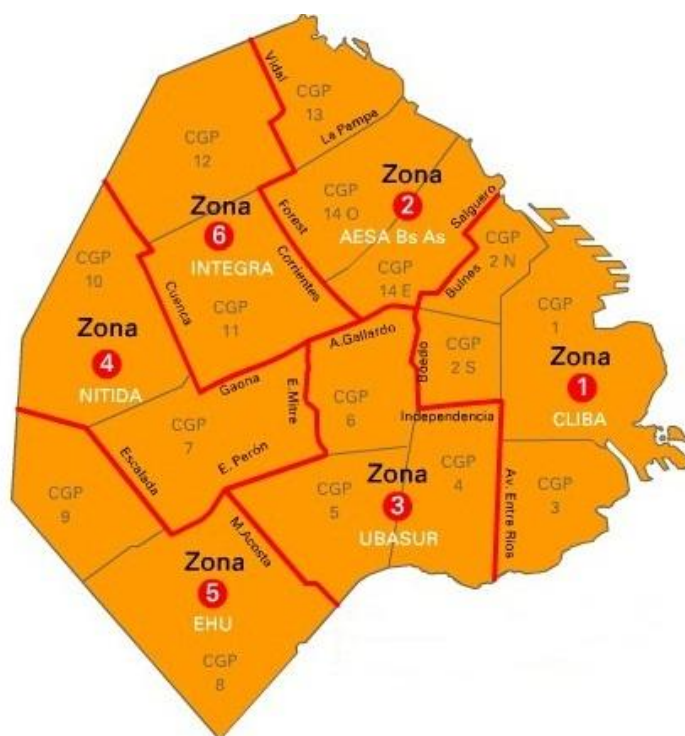 Vidal
CGP
13
La Pampa
CGP
12
Zona
2
AESA Bs As
Salguero
CGP
14 O
Zona
6
INTEGRA
Forest
Corrientes
CGP
2 N
CGP
10
Cuenca
CGP
14 E
Bulnes
CGP
11
CGP
1
A.Gallardo
Boedo
CGP
2 S
Zona
4
NITIDA
Zona
1
CLIBA
Gaona
E.Mitre
CGP
6
Independencia
CGP
7
E. Perón
Escalada
Zona
3
UBASUR
CGP
4
CGP
5
Av. Entre Rios
CGP
3
CGP
9
M.Acosta
Zona
5
EHU
CGP
8